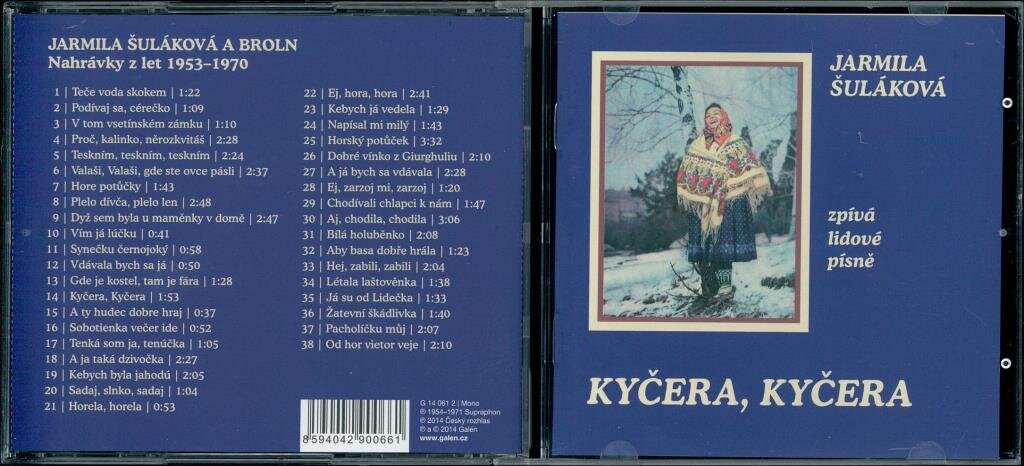 JARMILA ŠULÁKOVÁ A BROLN
Nahrávky z let 1953–1970
1 | Teče voda skokem | 1:22
2 | Podívaj sa, cérečko | 1:09
3 | V tom vsetínském zámku | 1:10
4 | Proč, kalinko, něrozkvitáš | 2:28
5 | Teskním, teskním, teskním | 2:24
6 | Valaši, Valaši, gde ste ovce pásli | 2:37
7 | Hore potůčky | 1:43
8 | Plelo dívča, plelo len | 2:48
9 | Dyž sem byla u maměnky v domě | 2:47
10 | Vím já lúčku | 0:41
11 | Synečku černojoký | 0:58
12 | Vdávala bych sa já | 0:50
13 | Gde je kostel, tam je fára | 1:28
14 | Kyčera, Kyčera | 1:53
15 | A ty hudec dobre hraj | 0:37
16 | Sobotienka večer ide | 0:52
17 | Tenká som ja, tenúčka | 1:05
18 | A ja taká dzivočka | 2:27
19 | Kebych byla jahodú | 2:05
20 | Sadaj, slnko, sadaj | 1:04
21 | Horela, horela | 0:53
22 | Ej, hora, hora | 2:41
23 | Kebych já vedela | 1:29
24 | Napísal mi milý | 1:43
25 | Horský potůček | 3:32
26 | Dobré vínko z Giurghuliu | 2:10
27 | A já bych sa vdávala | 2:28
28 | Ej, zarzoj mi, zarzoj | 1:20
29 | Chodívali chlapci k nám | 1:47
30 | Aj, chodila, chodila | 3:06
31 | Bílá holuběnko | 2:08
32 | Aby basa dobře hrála | 1:23
33 | Hej, zabili, zabili | 2:04
34 | Létala laštověnka | 1:38
35 | Já su od Lidečka | 1:33
36 | Žatevní škádlivka | 1:40
37 | Pacholíčku můj | 2:07
38 | Od hor vietor veje | 2:10
8594042 900661
G 14 061 2 | Mono
℗ 1954–1971 Supraphon
℗ 2014 Český rozhlas
℗ a © 2014 Galén
www.galen.cz
JARMILA
ŠULÁKOVÁ
zpívá
lidové
písně
KYČERA, KYČERA